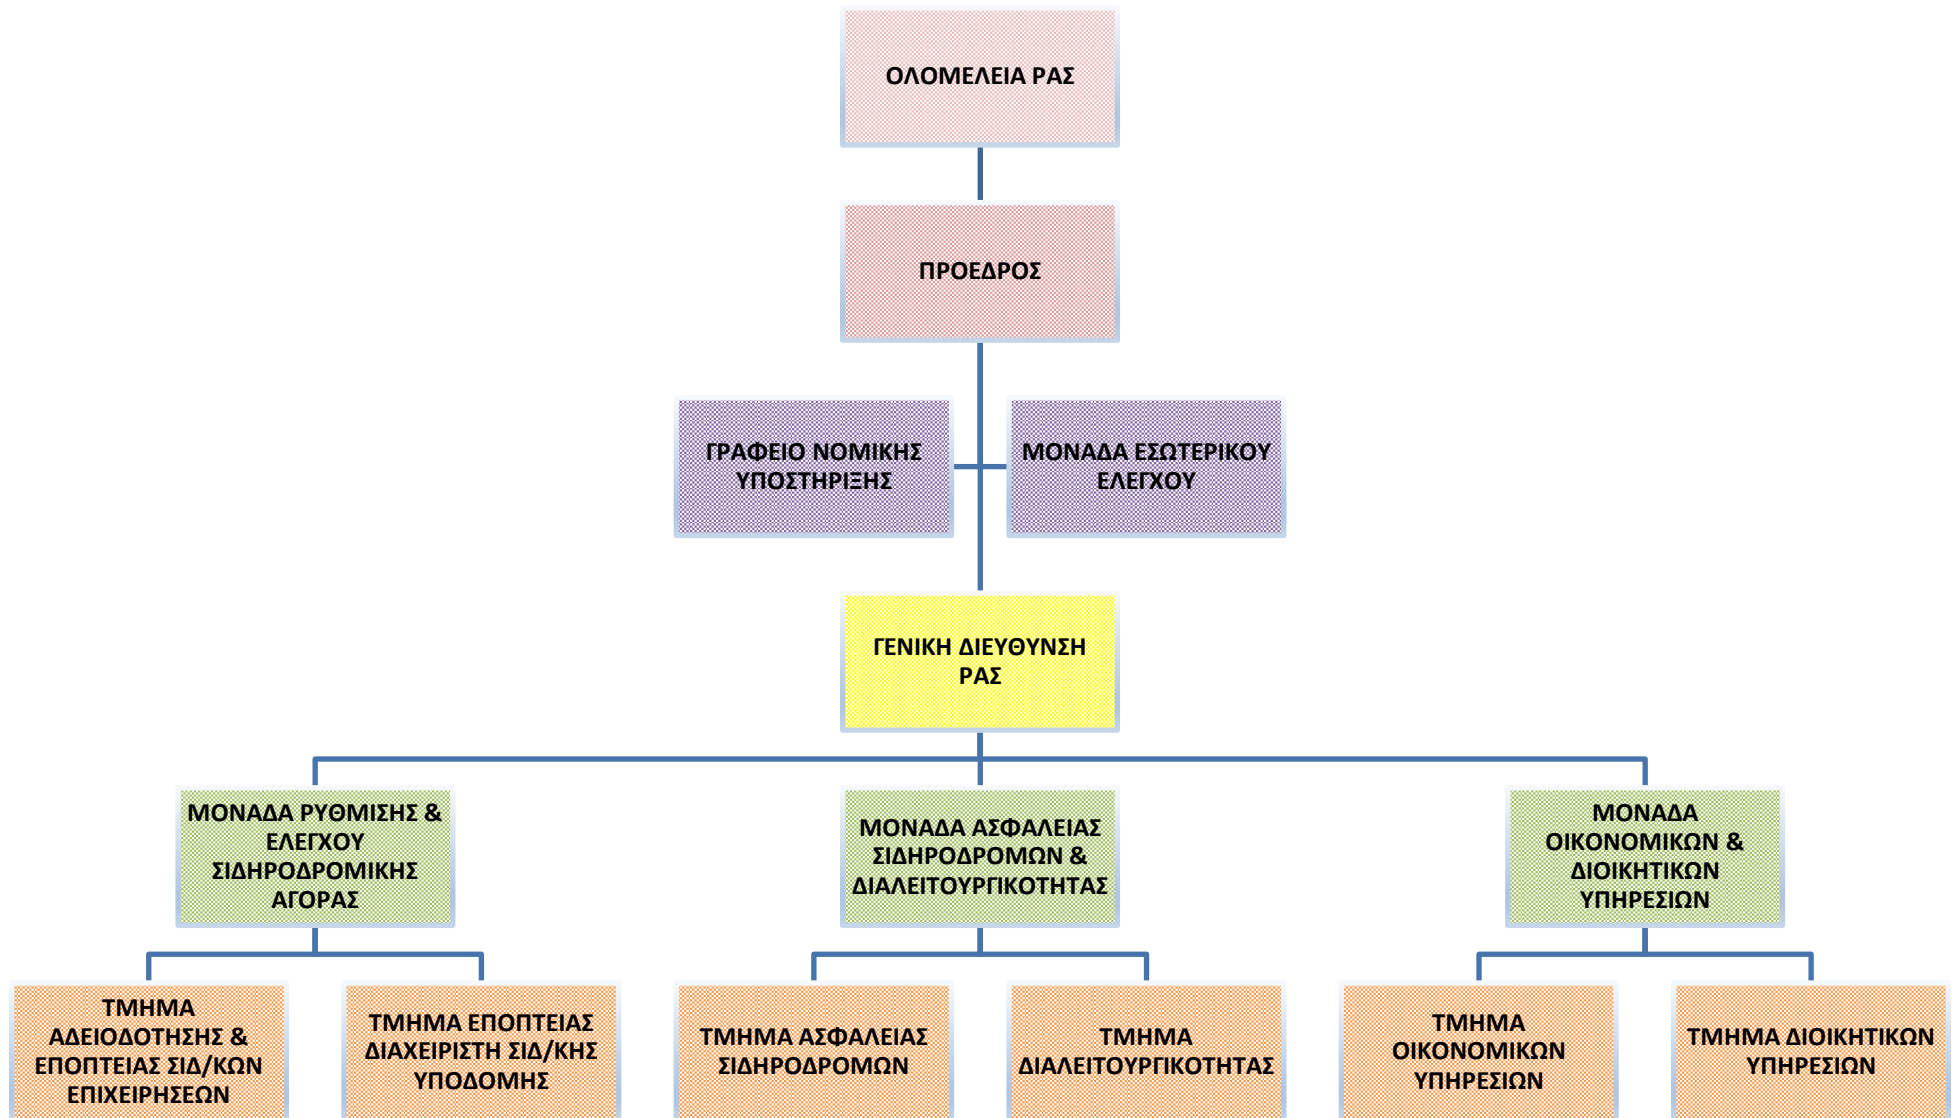 ΟΛΟΜΕΛΕΙΑ ΡΑΣ
ΠΡΟΕΔΡΟΣ
ΓΡΑΦΕΙΟ ΝΟΜΙΚΗΣ
ΥΠΟΣΤΗΡΙΞΗΣ
ΜΟΝΑΔΑ ΕΣΩΤΕΡΙΚΟΥ
ΕΛΕΓΧΟΥ
ΓΕΝΙΚΗ ΔΙΕΥΘΥΝΣΗ
ΡΑΣ
ΜΟΝΑΔΑ ΡΥΘΜΙΣΗΣ &
ΕΛΕΓΧΟΥ
ΣΙΔΗΡΟΔΡΟΜΙΚΗΣ
ΑΓΟΡΑΣ
ΜΟΝΑΔΑ ΑΣΦΑΛΕΙΑΣ
ΣΙΔΗΡΟΔΡΟΜΩΝ &
ΔΙΑΛΕΙΤΟΥΡΓΙΚΟΤΗΤΑΣ
ΜΟΝΑΔΑ
ΟΙΚΟΝΟΜΙΚΩΝ &
ΔΙΟΙΚΗΤΙΚΩΝ
ΥΠΗΡΕΣΙΩΝ
ΤΜΗΜΑ
ΑΔΕΙΟΔΟΤΗΣΗΣ &
ΕΠΟΠΤΕΙΑΣ ΣΙΔ/ΚΩΝ
ΕΠΙΧΕΙΡΗΣΕΩΝ
ΤΜΗΜΑ ΕΠΟΠΤΕΙΑΣ
ΔΙΑΧΕΙΡΙΣΤΗ ΣΙΔ/ΚΗΣ
ΥΠΟΔΟΜΗΣ
ΤΜΗΜΑ ΑΣΦΑΛΕΙΑΣ
ΣΙΔΗΡΟΔΡΟΜΩΝ
ΤΜΗΜΑ
ΔΙΑΛΕΙΤΟΥΡΓΙΚΟΤΗΤΑΣ
ΤΜΗΜΑ
ΟΙΚΟΝΟΜΙΚΩΝ
ΥΠΗΡΕΣΙΩΝ
ΤΜΗΜΑ ΔΙΟΙΚΗΤΙΚΩΝ
ΥΠΗΡΕΣΙΩΝ